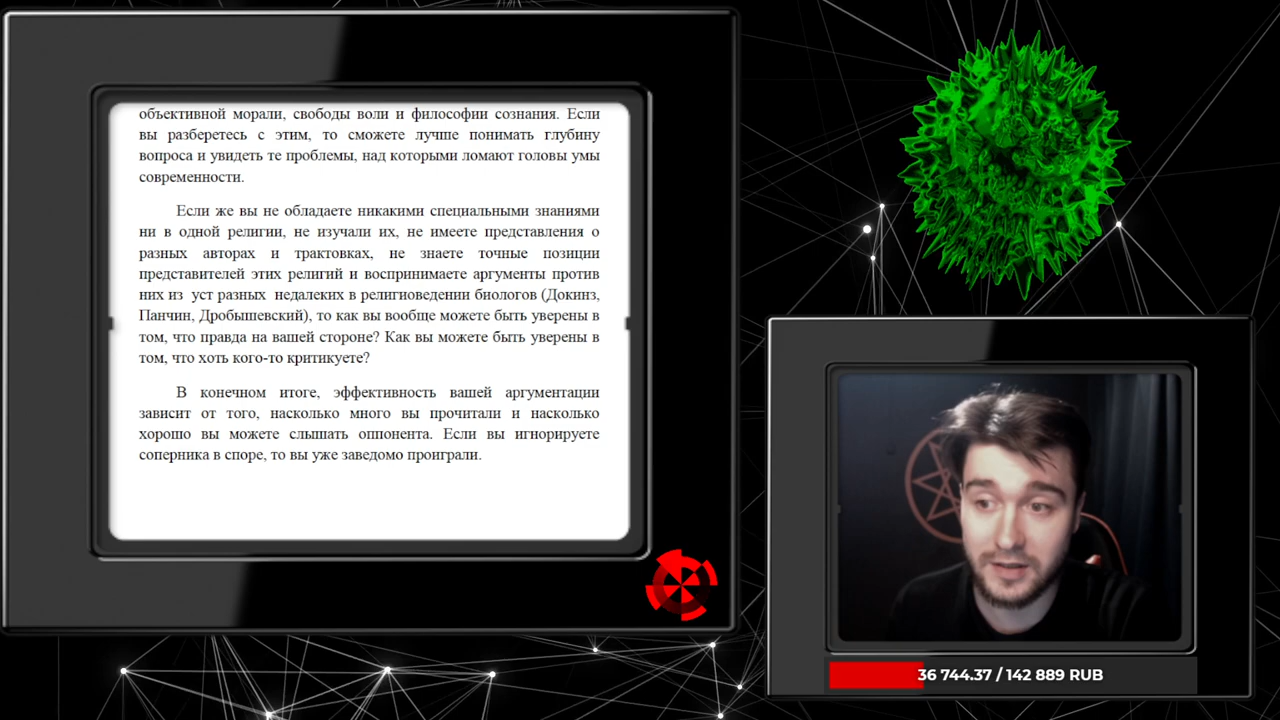 объективной морали, свободы воли и философии сознания. Если
вы разберетесь с этим, то сможете лучше понимать глубину
вопроса и увидеть те проблемы, над которыми ломают головы умы
современности.
Если же вы не обладаете никакими специальными знаниями
ни в одной религии, не изучали их, не имеете представления о
разных авторах и трактовках, не знаете точные позиции
представителей этих религий и воспринимаете аргументы против
них из уст разных недалеких в религиоведении биологов (Докинз,
Панчин, Дробышевский), то как вы вообще можете быть уверены в
том, что правда на вашей стороне? Как вы можете быть уверены в
том, что хоть кого-то критикуете?
В конечном итоге, эффективность вашей аргументации
зависит от того, насколько много вы прочитали и насколько
хорошо вы можете слышать оппонента. Если вы игнорируете
соперника в споре, то вы уже заведомо проиграли.
36 744.37 / 142 889 RUB